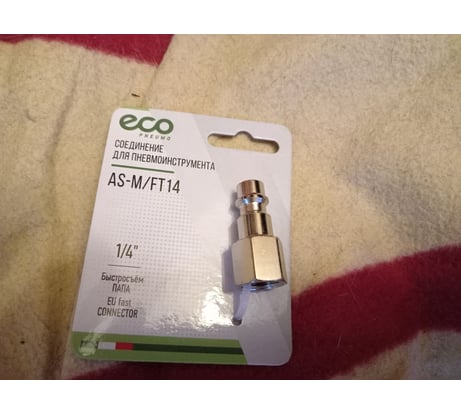 eco
PNEUMO
СОЕДИНЕНИЕ
ДЛЯ ПНЕВМОИНСТРУМЕНТА
AS-M/FT14
1/4"
Быстросъём
ПАПА
EU fast
CONNECTOR